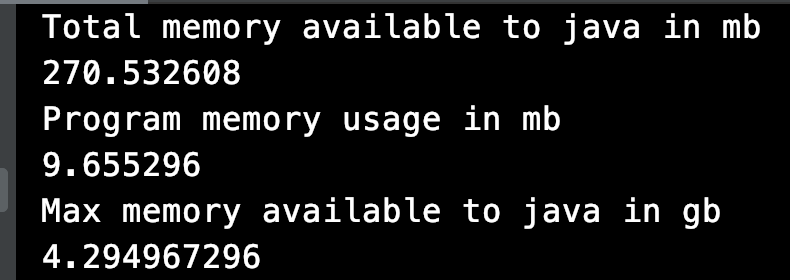 Total memory available to java in mb
270.532608
Program memory usage in mb
9.655296
Max memory available to java in gb
4.294967296